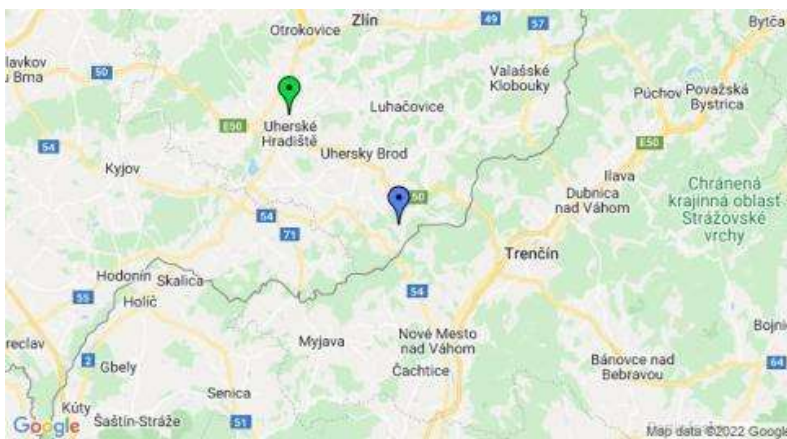 Zlín
49
57
Bytča
Otrokovice
lavkov
u Brna
50
Valašské
Klobouky
Púchov
Považská
Bystrica
Luhačovice
E50
Uherské
Hradiště
E50
54
Uhersky Brod
Kyjov
Ilava
Dubnica
nad Váhom
Chránená
krajinná oblasť
Strážovské
vrchy
50
54
71
Trenčín
Hodonín
Skalica
55
Holíč
54
Bojni
Myjava
Nové Mesto
nad Váhom
reclav
2
Gbely
Čachtice
Bánovce nad
Bebravou
64
Senica
Kúty
Šaštín-Stráže
51
Google
Map data ©2022 Google